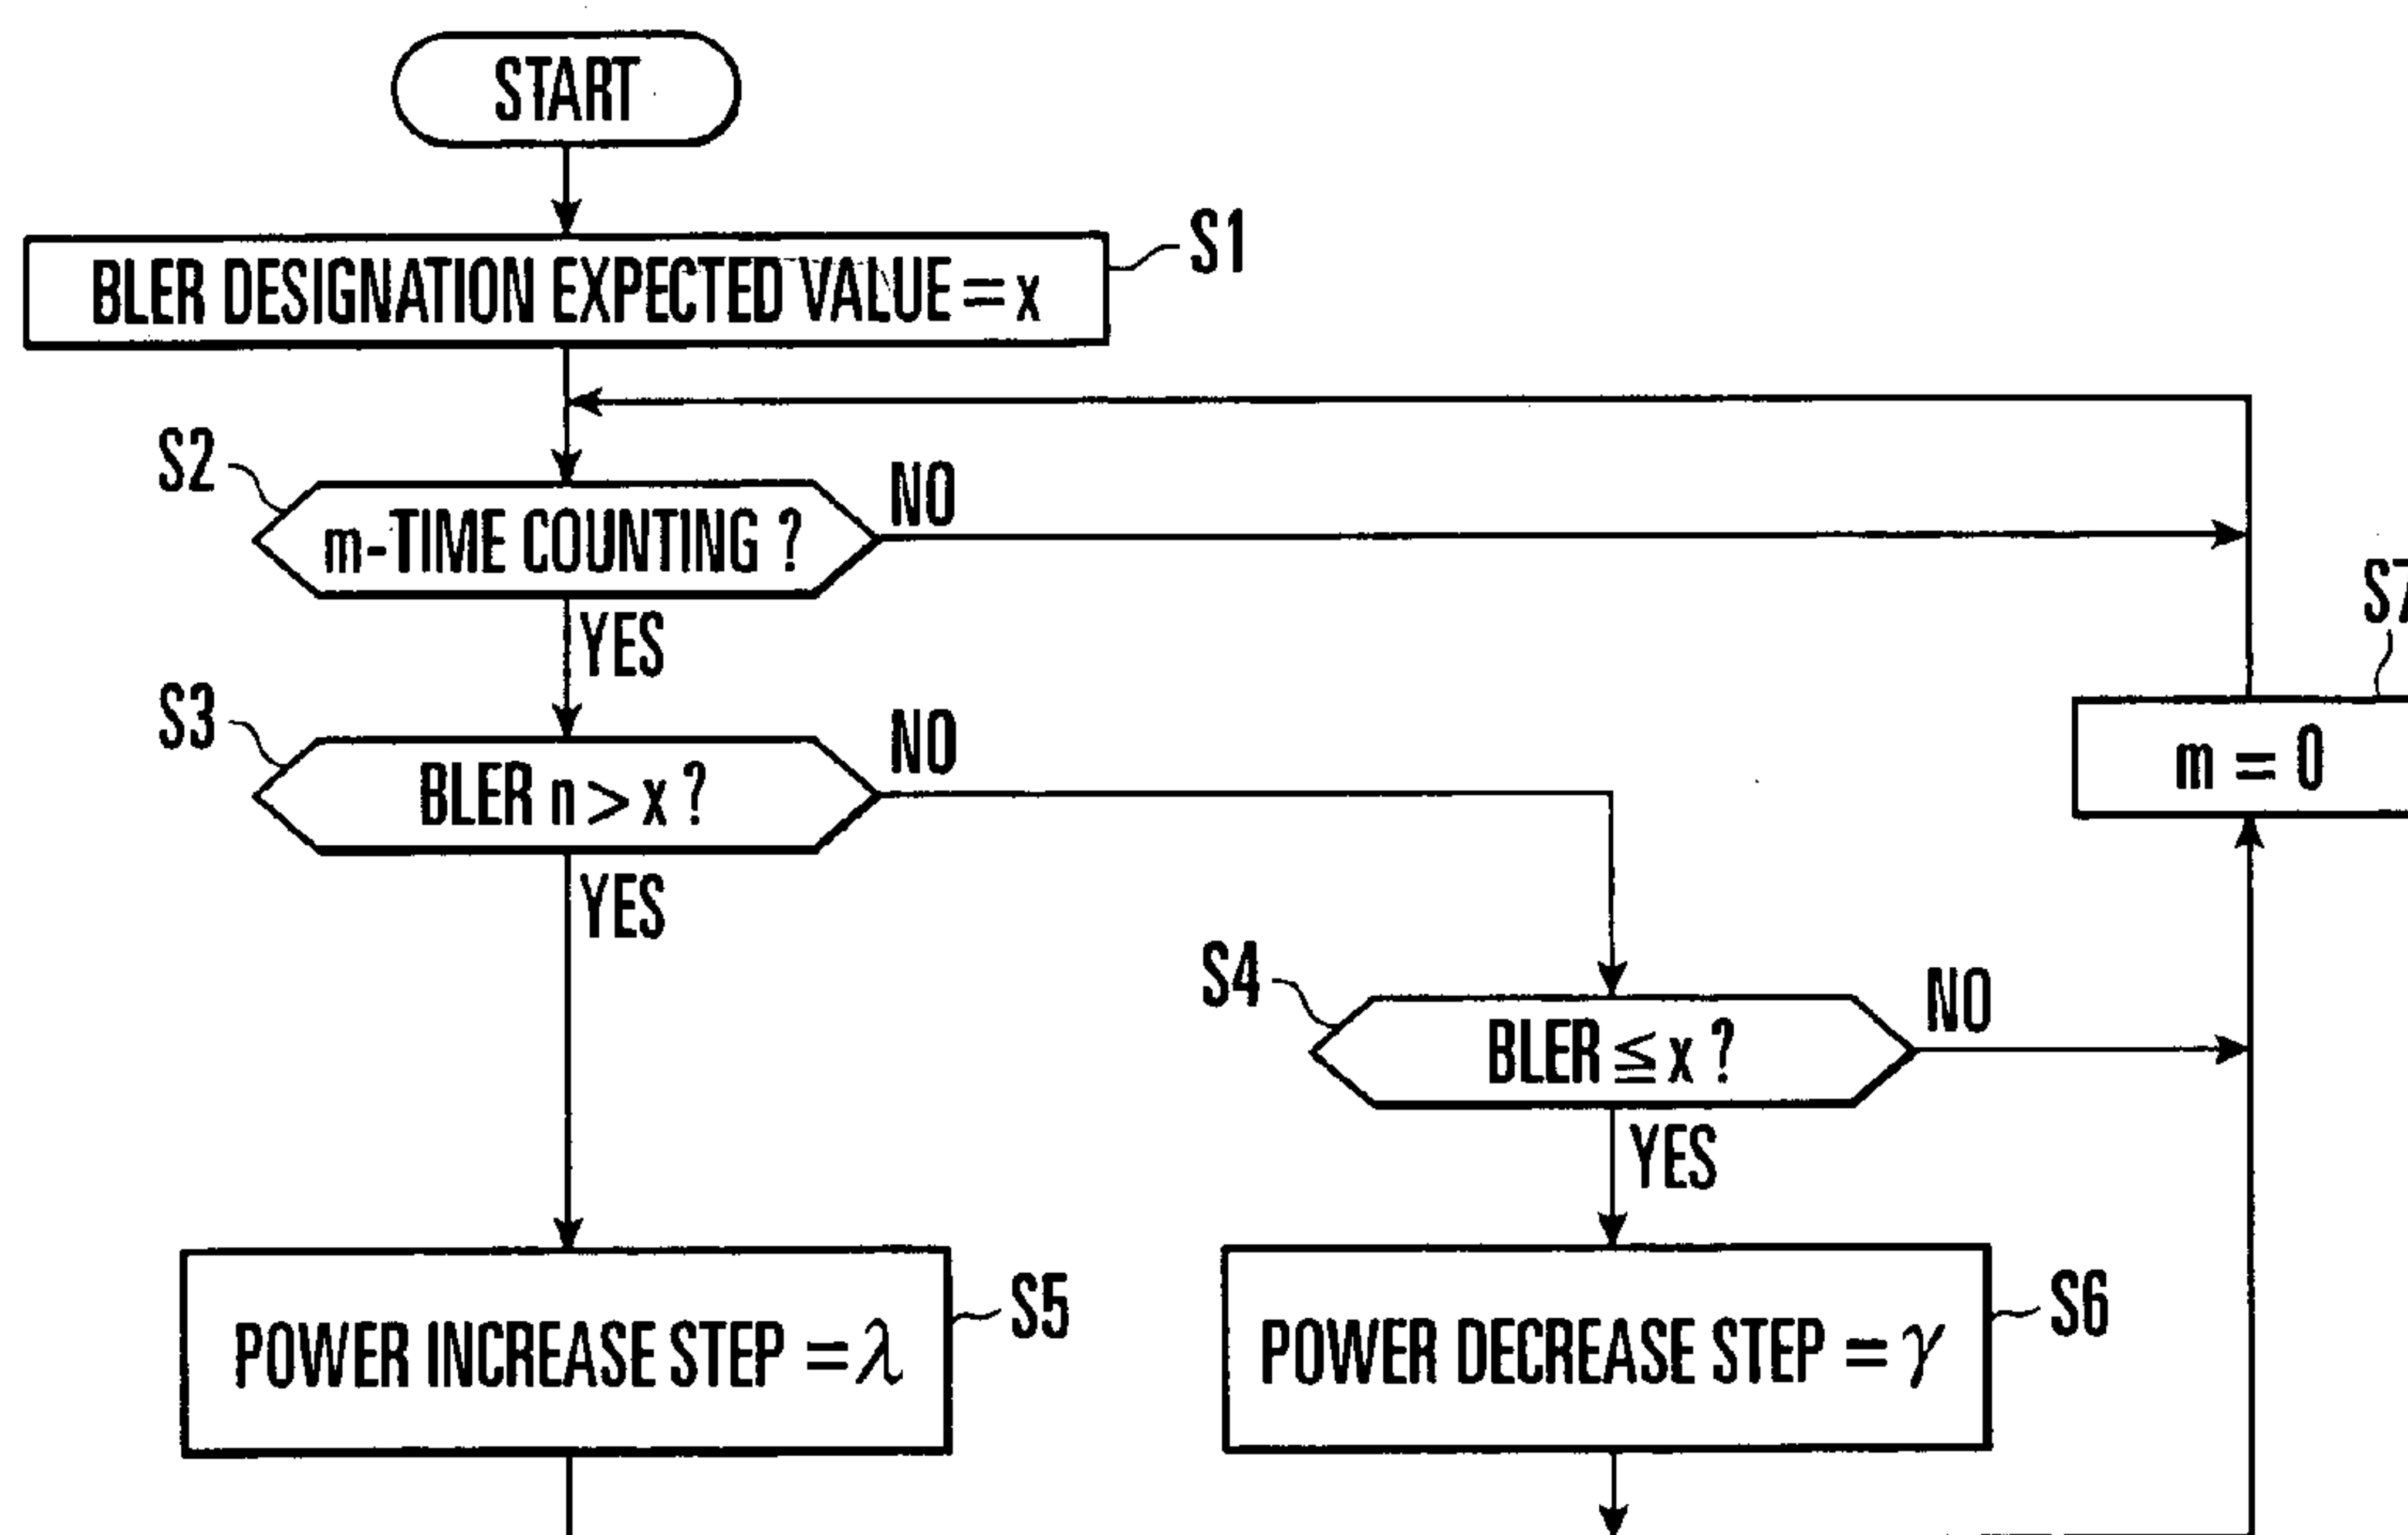 START
BLER DESIGNATION EXPECTED VALUE = x
S1
S2
m-TIME COUNTING ?
NO
YES
S7
S3
BLER n > x ?
NO
YES
m = 0
S4
BLER ≦ x ?
NO
YES
POWER INCREASE STEP = λ
S5
POWER DECREASE STEP = γ
S6